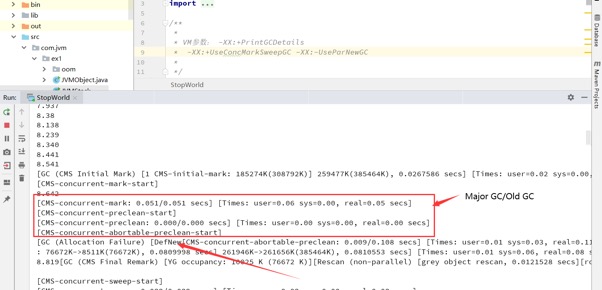 bin
lib
out
src
com.jvm
ex1
oom
JVMObject.java
3
import ...
5
6
/**
7
*
8
* VM参数: -XX:+PrintGCDetails
9
* -XX:+UseConcMarkSweepGC -XX:-UseParNewGC
10
*
11
*/
StopWorld
Database
Maven Projects
Run:
StopWorld
7.937
8.38
8.138
8.239
8.340
8.441
8.541
[GC (CMS Initial Mark) [1 CMS-initial-mark: 185274K(308792K)] 259477K(385464K), 0.0267586 secs] [Times: user=0.02 sys=0.00,
[CMS-concurrent-mark-start]
8.642
[CMS-concurrent-mark: 0.051/0.051 secs] [Times: user=0.06 sys=0.00, real=0.05 secs]
Major GC/Old GC
[CMS-concurrent-preclean-start]
[CMS-concurrent-preclean: 0.000/0.000 secs] [Times: user=0.00 sys=0.00, real=0.00 secs]
[CMS-concurrent-abortable-preclean-start]
[GC (Allocation Failure) [DefNew[CMS-concurrent-abortable-preclean: 0.009/0.108 secs] [Times: user=0.01 sys=0.03, real=0.11
: 76672K->8511K(76672K), 0.0809998 secs] 261946K->261656K(385464K), 0.0810553 secs] [Times: user=0.01 sys=0.06, real=0.08 s
8.819[GC (CMS Final Remark) [YG occupancy: K (76672 K)][Rescan (non-parallel) [grey object rescan, 0.0121528 secs][ro
[CMS-concurrent-sweep-start]